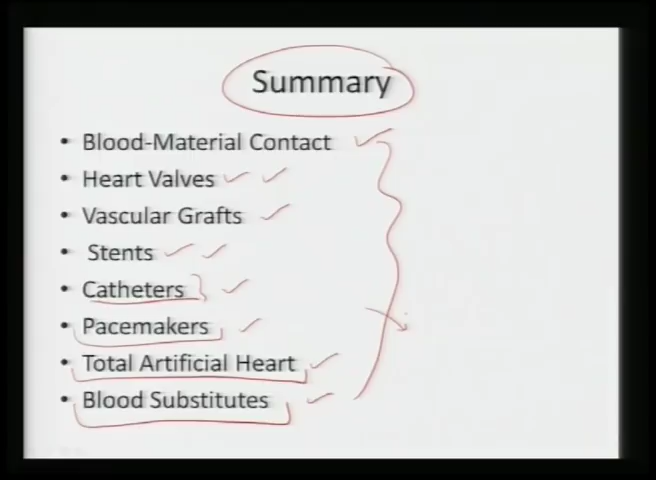 Summary
• Blood-Material Contact
• Heart Valves
• Vascular Grafts
• Stents
• Catheters
• Pacemakers
• Total Artificial Heart
• Blood Substitutes